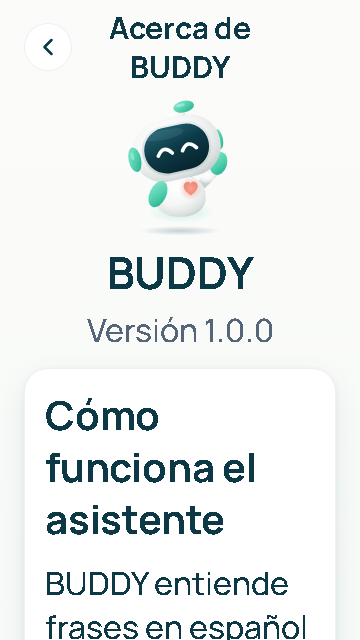 Acerca de
BUDDY
BUDDY
Versión 1.0.0
Cómo
funciona el
asistente
BUDDY entiende
frases en español